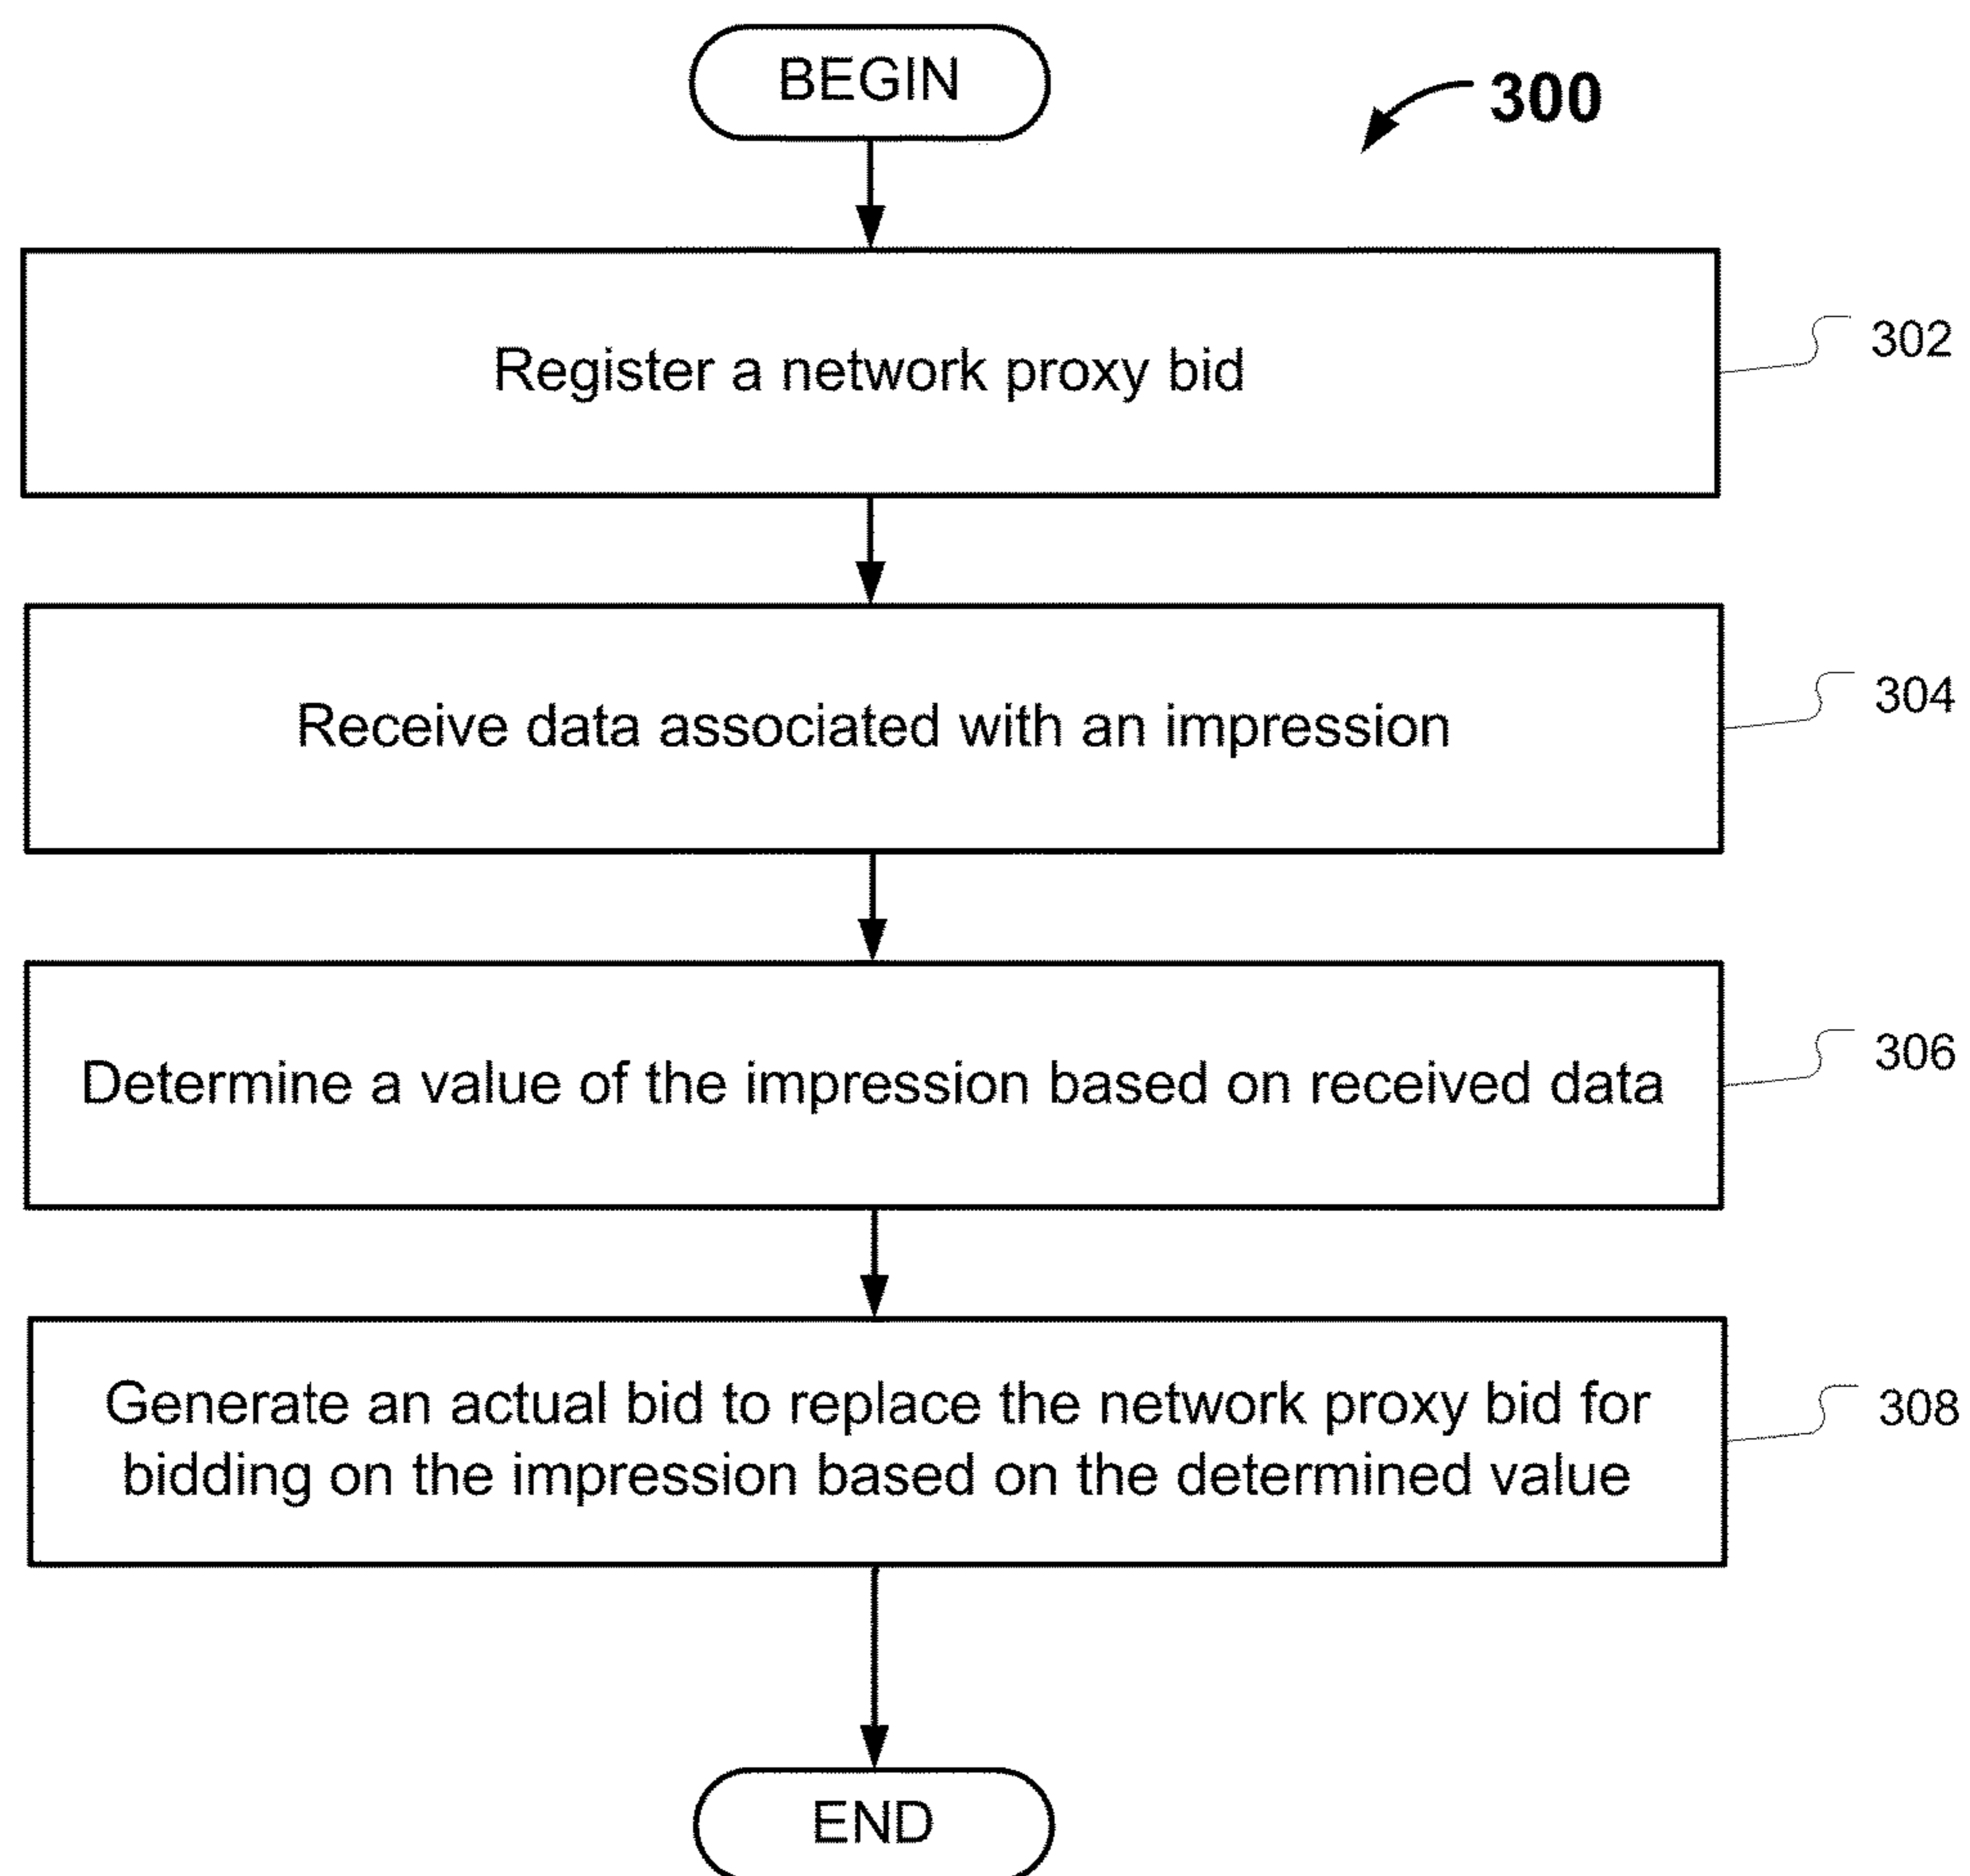 BEGIN
300
Register a network proxy bid
302
Receive data associated with an impression
304
Determine a value of the impression based on received data
306
Generate an actual bid to replace the network proxy bid for
bidding on the impression based on the determined value
308
END